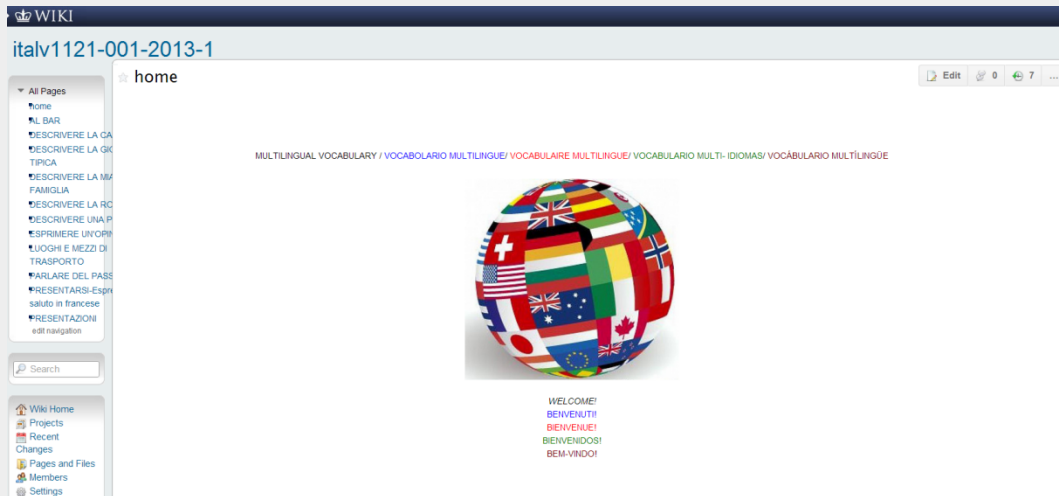 WIKI
italv1121-001-2013-1
All Pages
home
AL BAR
DESCRIVERE LA CA
DESCRIVERE LA GIO
TIPICA
DESCRIVERE LA MIA
FAMIGLIA
DESCRIVERE LA RO
DESCRIVERE UNA P
ESPRIMERE UN'OPIN
LUOGHI E MEZZI DI
TRASPORTO
PARLARE DEL PASS
PRESENTARSI-Espre
saluto in francese
PRESENTAZIONI
edit navigation
Search
Wiki Home
Projects
Recent
Changes
Pages and Files
Members
Settings
home
Edit 0 7 ...
MULTILINGUAL VOCABULARY / VOCABOLARIO MULTILINGUE/ VOCABULAIRE MULTILINGUE/ VOCABULARIO MULTI- IDIOMAS/ VOCÁBULARIO MULTÍLINGÜE
WELCOME!
BENVENUTI!
BIENVENUE!
BIENVENIDOS!
BEM-VINDO!